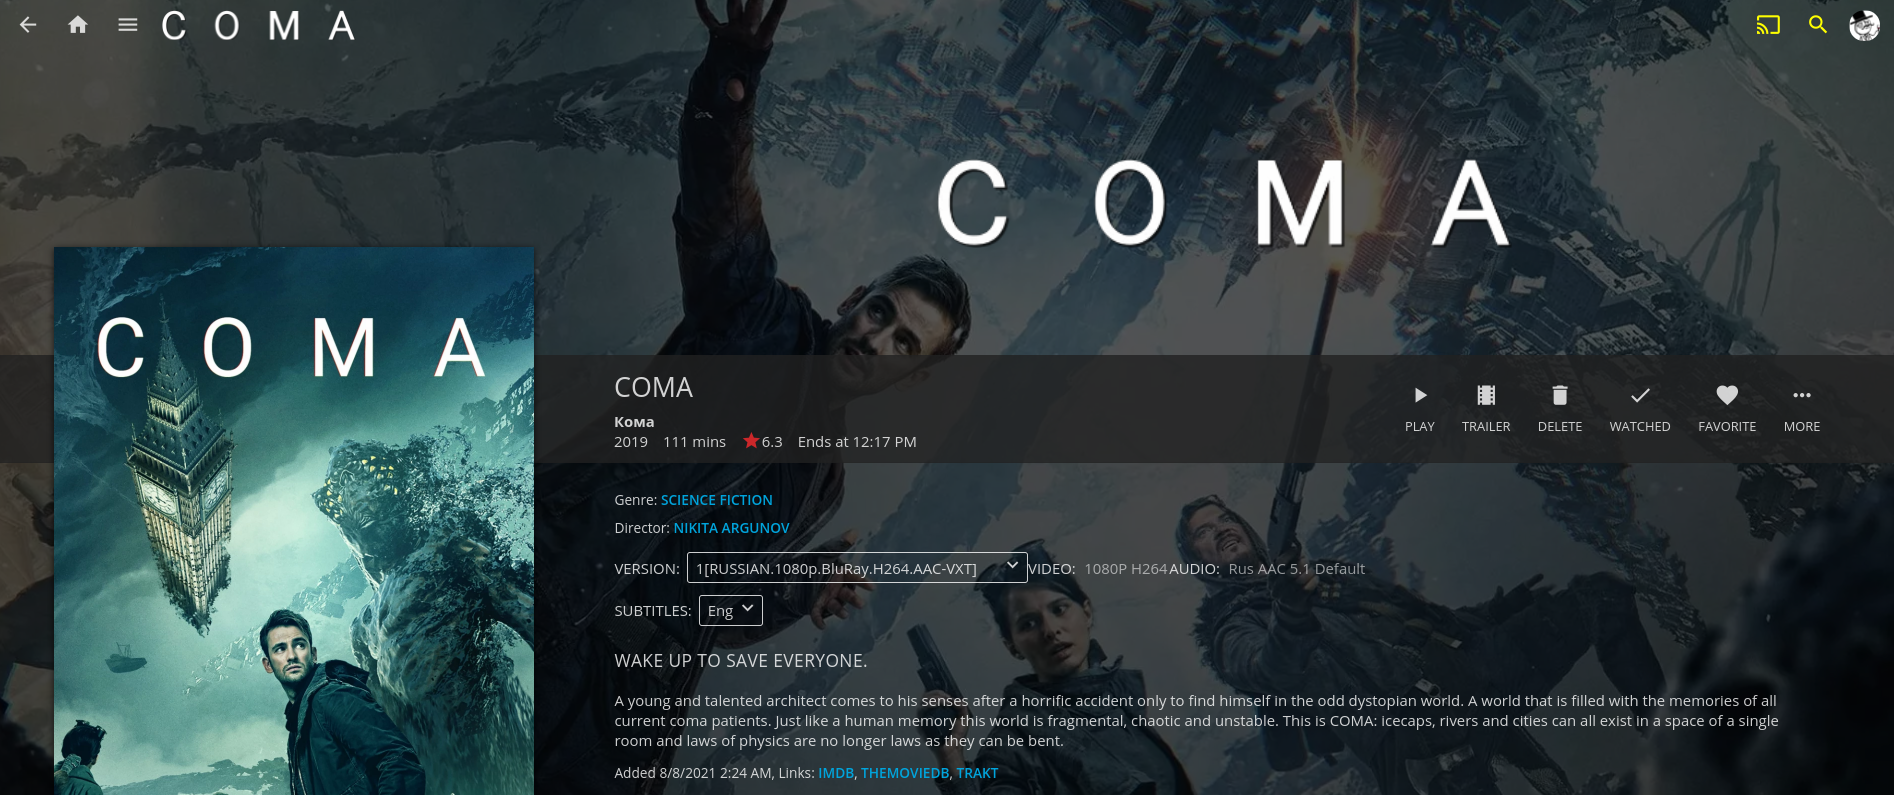 C O M A
C O M A
C O M A
COMA
Кома
2019 111 mins 6.3 Ends at 12:17 PM
PLAY TRAILER DELETE WATCHED FAVORITE MORE
Genre: SCIENCE FICTION
Director: NIKITA ARGUNOV
VERSION: 1[RUSSIAN.1080p.BluRay.H264.AAC-VXT] VIDEO: 1080P H264 AUDIO: Rus AAC 5.1 Default
SUBTITLES: Eng
WAKE UP TO SAVE EVERYONE.
A young and talented architect comes to his senses after a horrific accident only to find himself in the odd dystopian world. A world that is filled with the memories of all
current coma patients. Just like a human memory this world is fragmental, chaotic and unstable. This is COMA: icecaps, rivers and cities can all exist in a space of a single
room and laws of physics are no longer laws as they can be bent.
Added 8/8/2021 2:24 AM, Links: IMDB, THEMOVIEDB, TRAKT